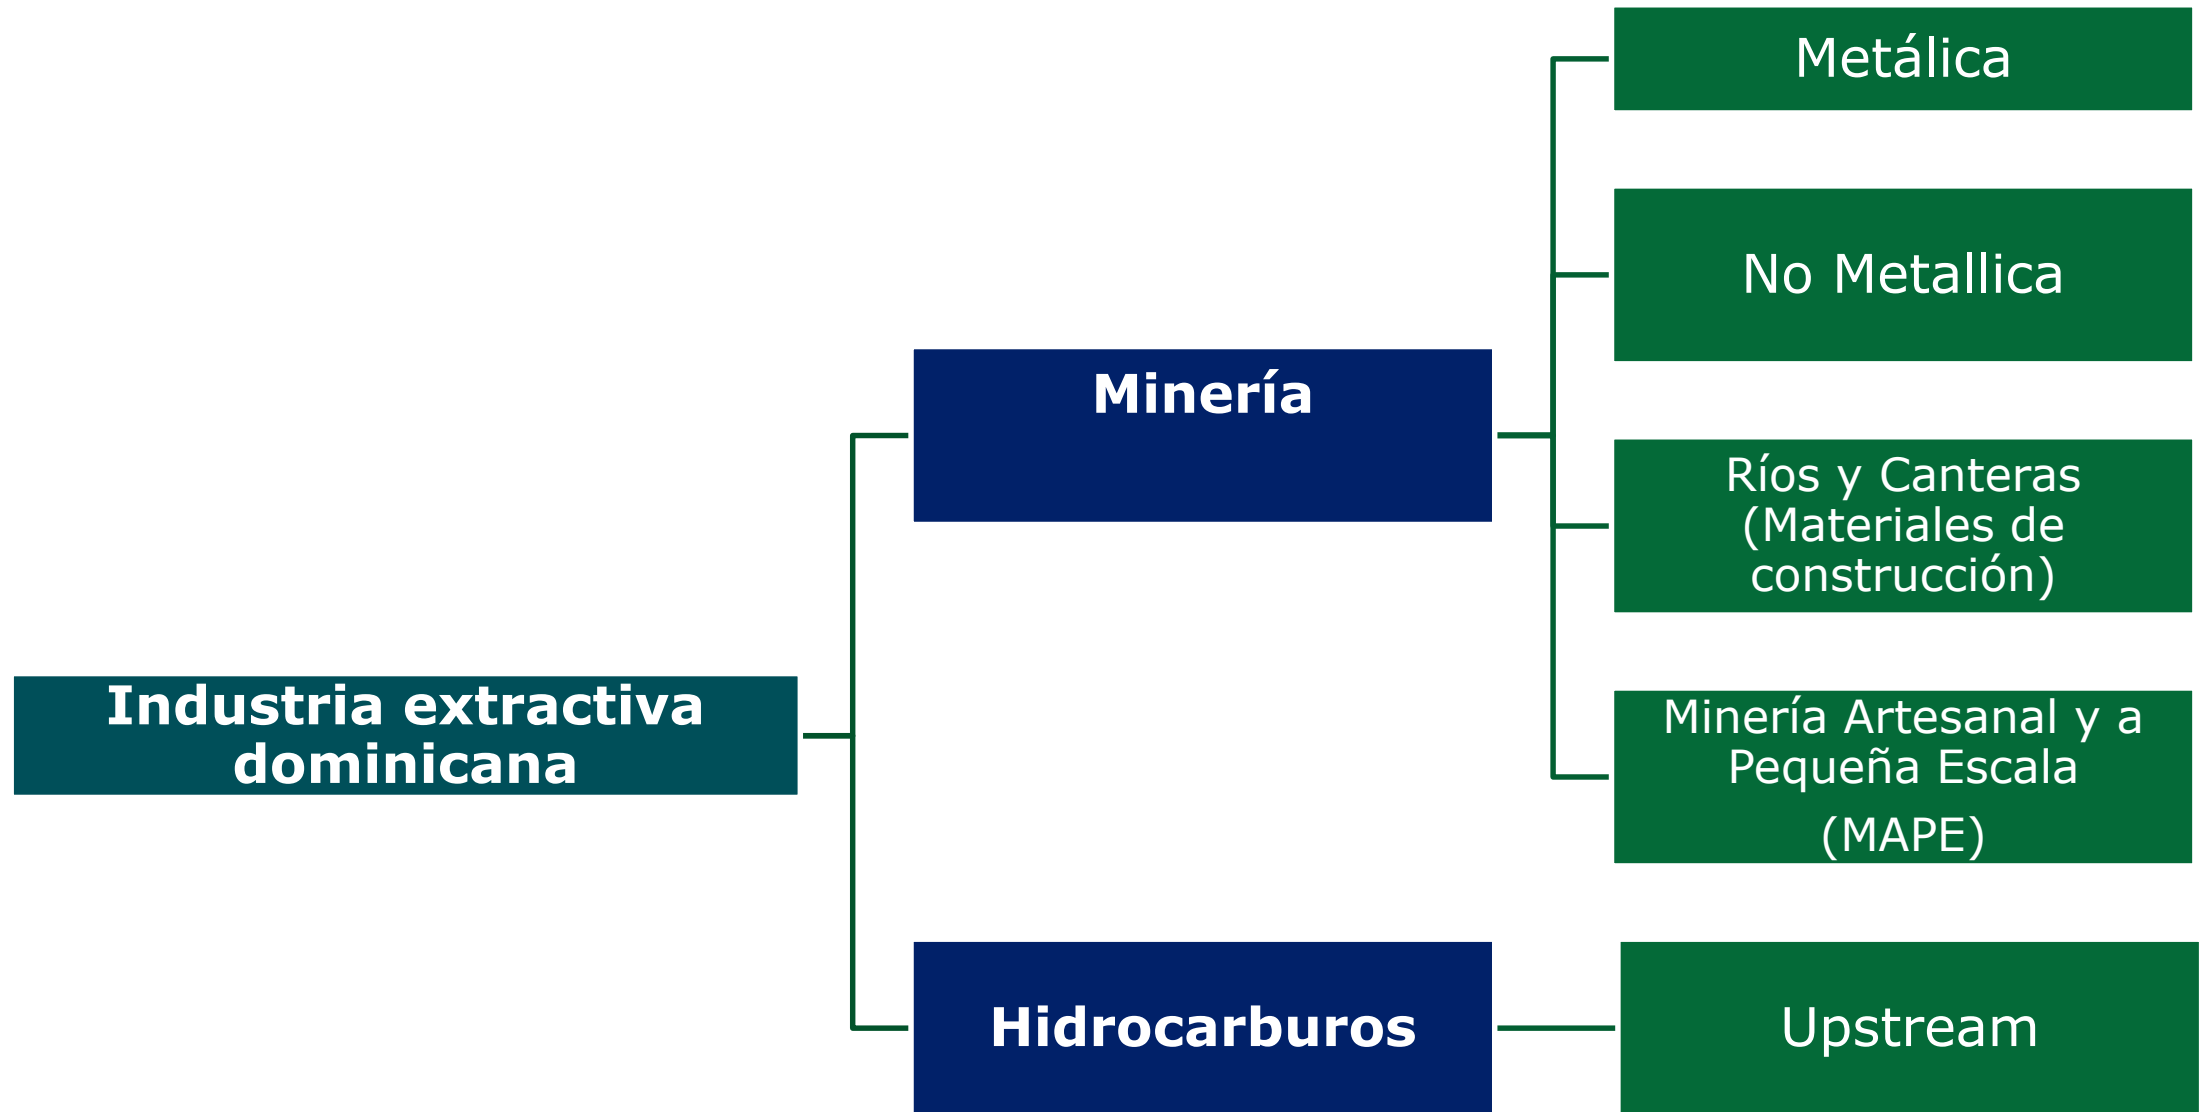 Metálica
No Metallica
Minería
Ríos y Canteras
(Materiales de
construcción)
Industria extractiva
dominicana
Minería Artesanal y a
Pequeña Escala
(MAPE)
Hidrocarburos
Upstream